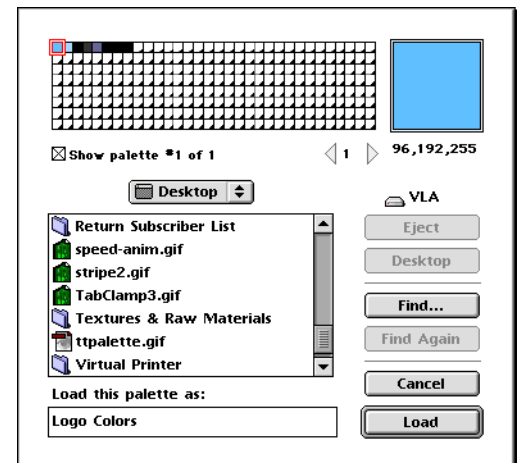 Show palette #1 of 1
1
96,192,255
Desktop
VLA
Return Subscriber List
speed-anim.gif
stripe2.gif
TabClamp3.gif
Textures & Raw Materials
ttpalette.gif
Virtual Printer
Eject
Desktop
Find...
Find Again
Cancel
Load this palette as:
Logo Colors
Load